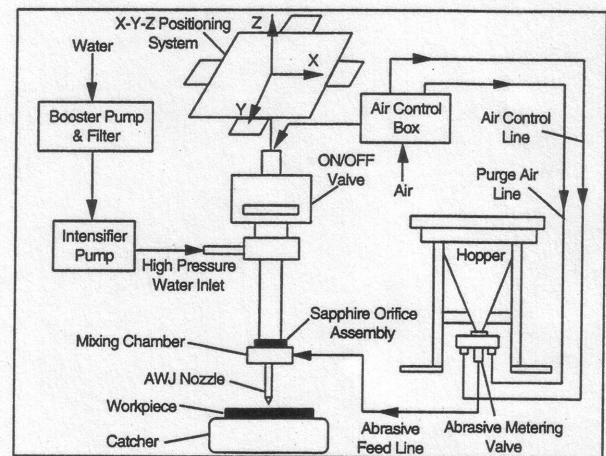 X-Y-Z Positioning
System
Z
X
Y
Water
Booster Pump
& Filter
Air Control
Box
Air Control
Line
ON/OFF
Valve
Air
Purge Air
Line
Intensifier
Pump
High Pressure
Water Inlet
Hopper
Sapphire Orifice
Assembly
Mixing Chamber
AWJ Nozzle
Workpiece
Catcher
Abrasive
Feed Line
Abrasive Metering
Valve